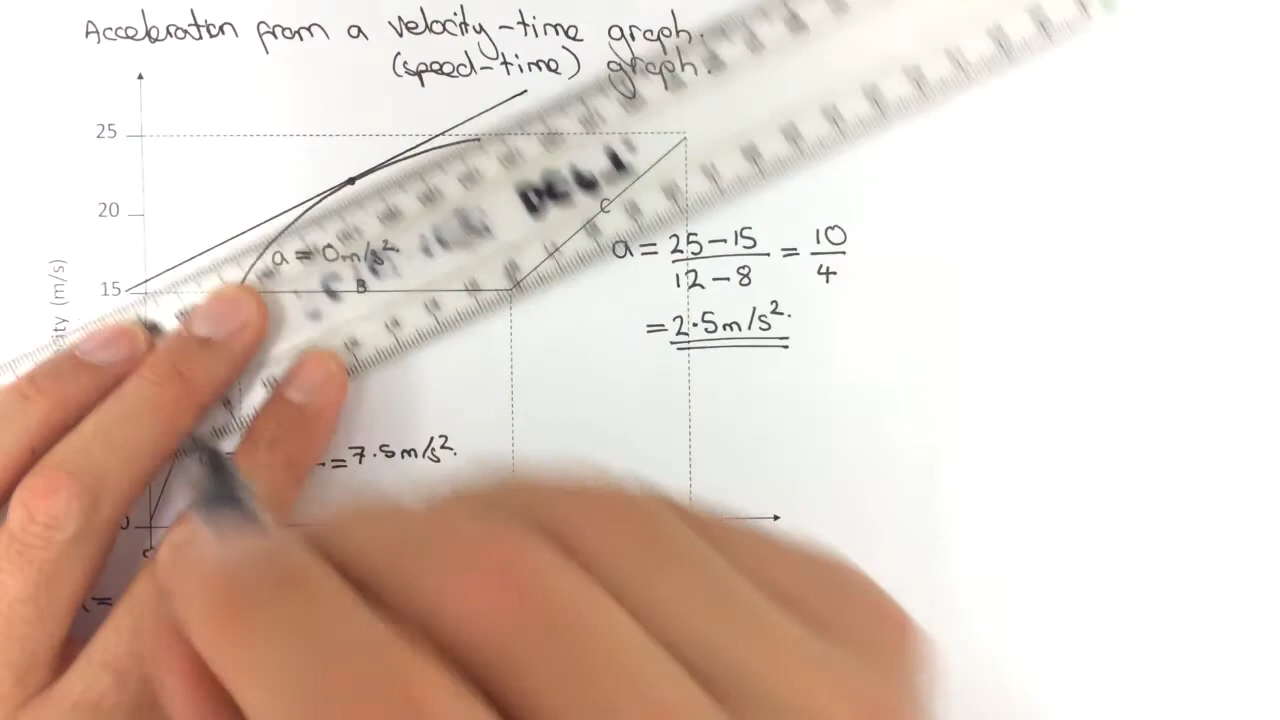 Acceleration from a velocity-time graph.
(speed-time) graph.
25
20
15
a = 0m/s².
B
C
a = 25-15 / 12-8 = 10 / 4
= 2.5m/s².
= 7.5m/s².